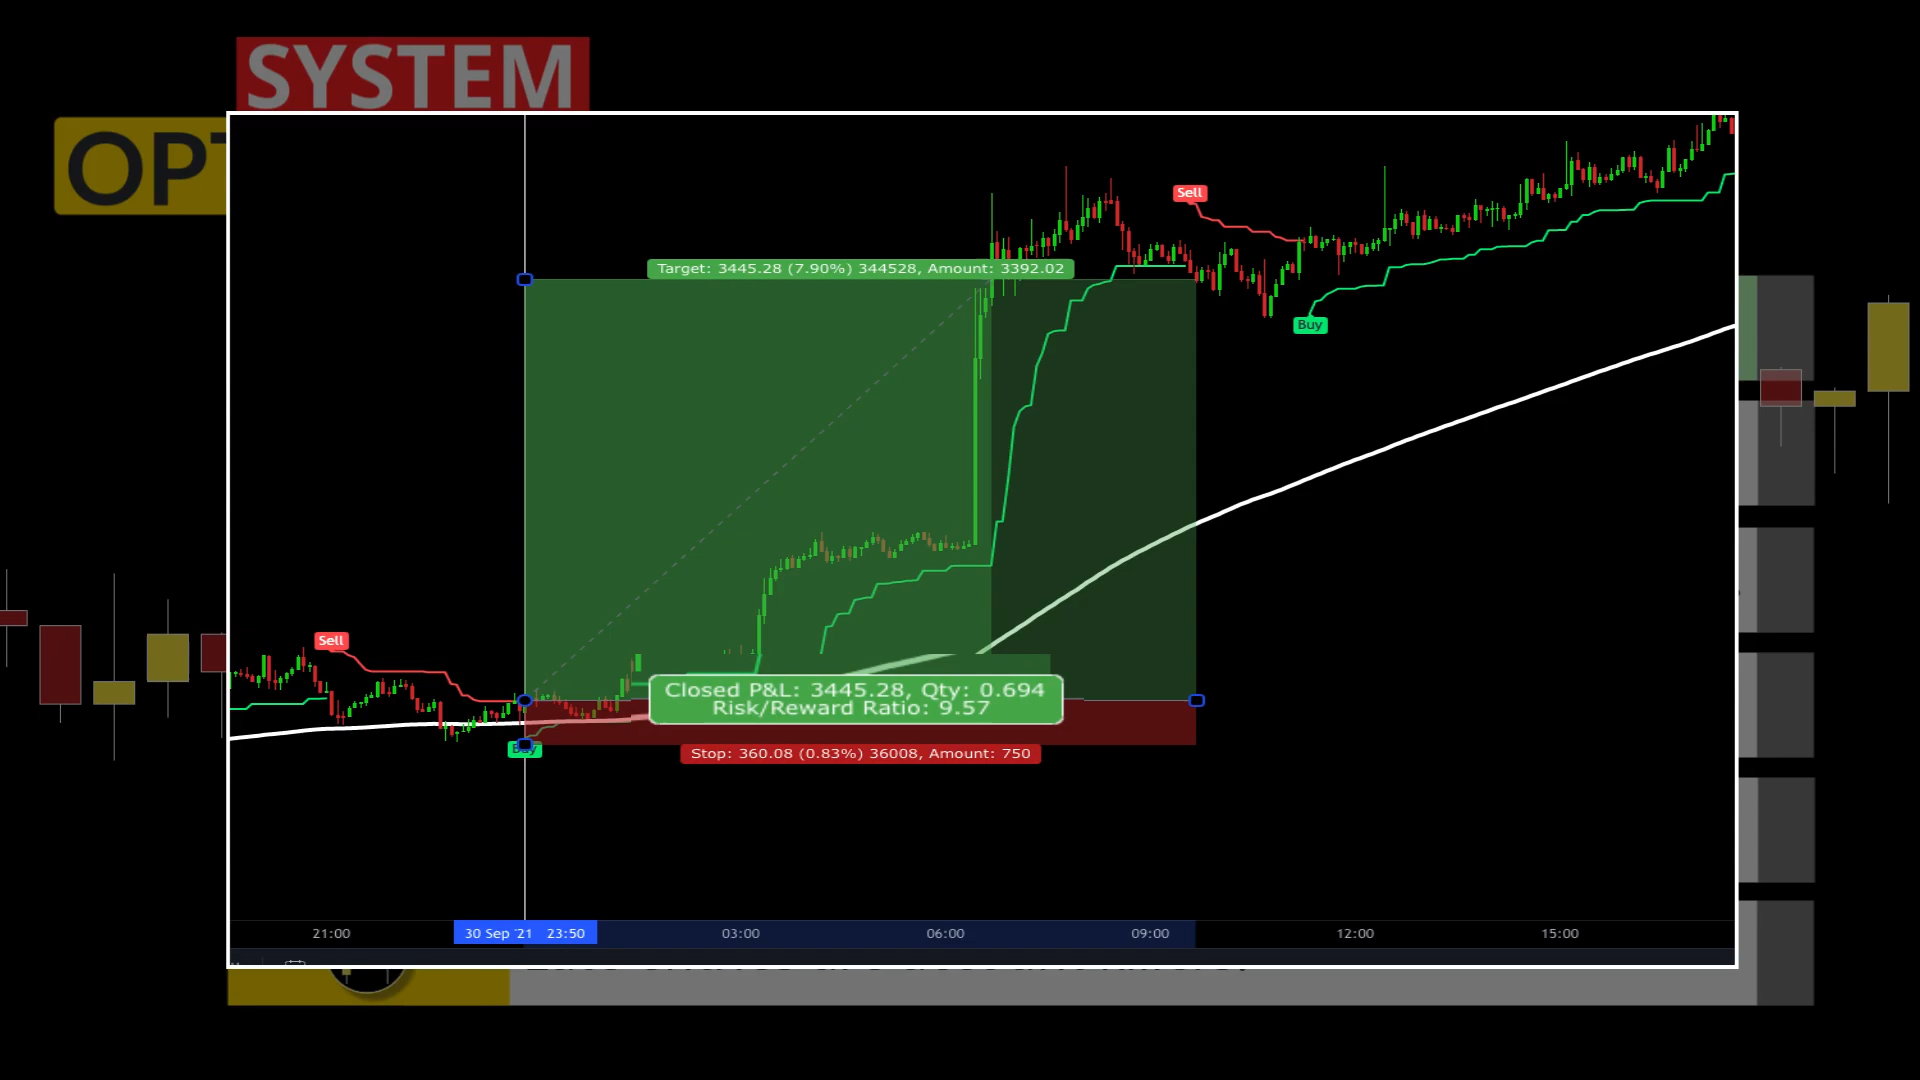 SYSTEM
OPT
Sell
Target: 3445.28 (7.90%) 344528, Amount: 3392.02
Buy
Sell
Closed P&L: 3445.28, Qty: 0.694
Risk/Reward Ratio: 9.57
Buy
Stop: 360.08 (0.83%) 36008, Amount: 750
21:00
30 Sep '21 23:50
03:00
06:00
09:00
12:00
15:00